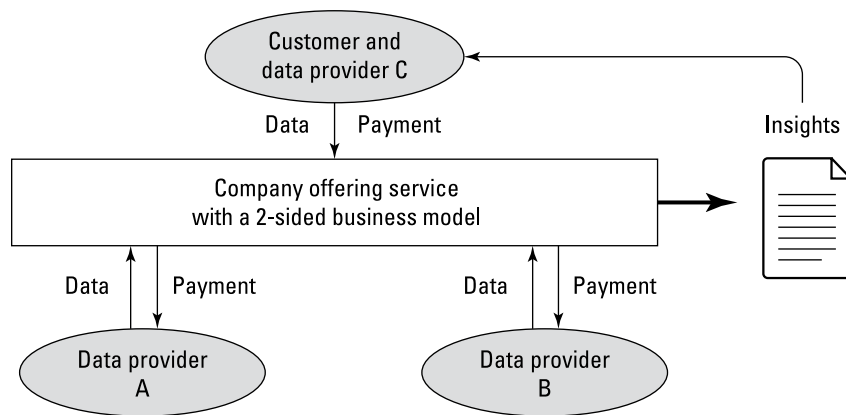 Customer and
data provider C
Data Payment
Insights
Company offering service
with a 2-sided business model
Data Payment
Data Payment
Data provider
A
Data provider
B